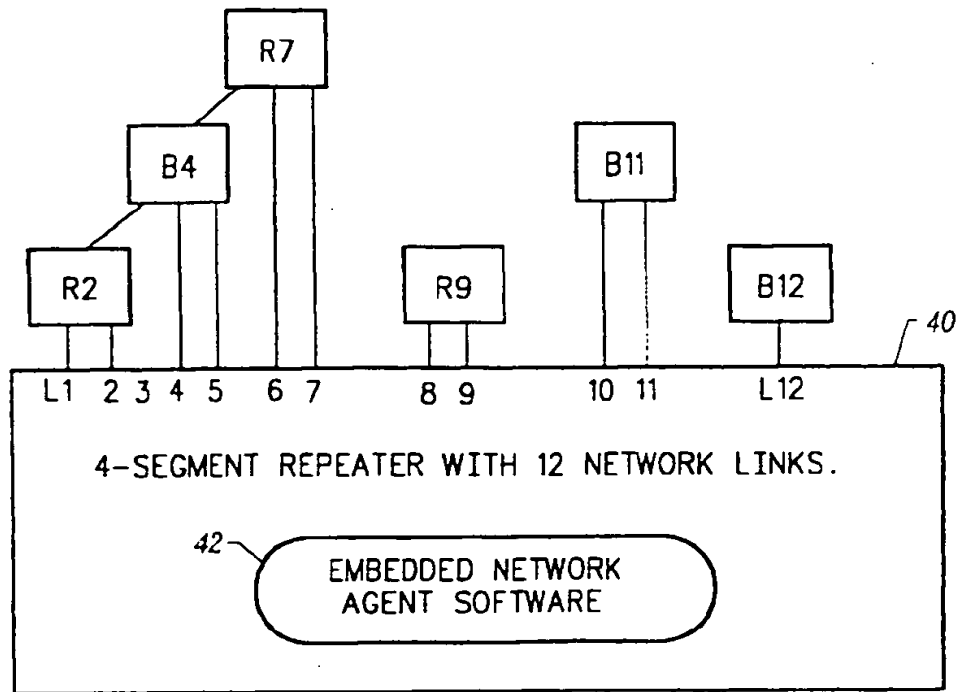 R7
B4
B11
R2
R9
B12
40
L1 2 3 4 5 6 7 8 9 10 11 L12
4-SEGMENT REPEATER WITH 12 NETWORK LINKS.
42
EMBEDDED NETWORK
AGENT SOFTWARE